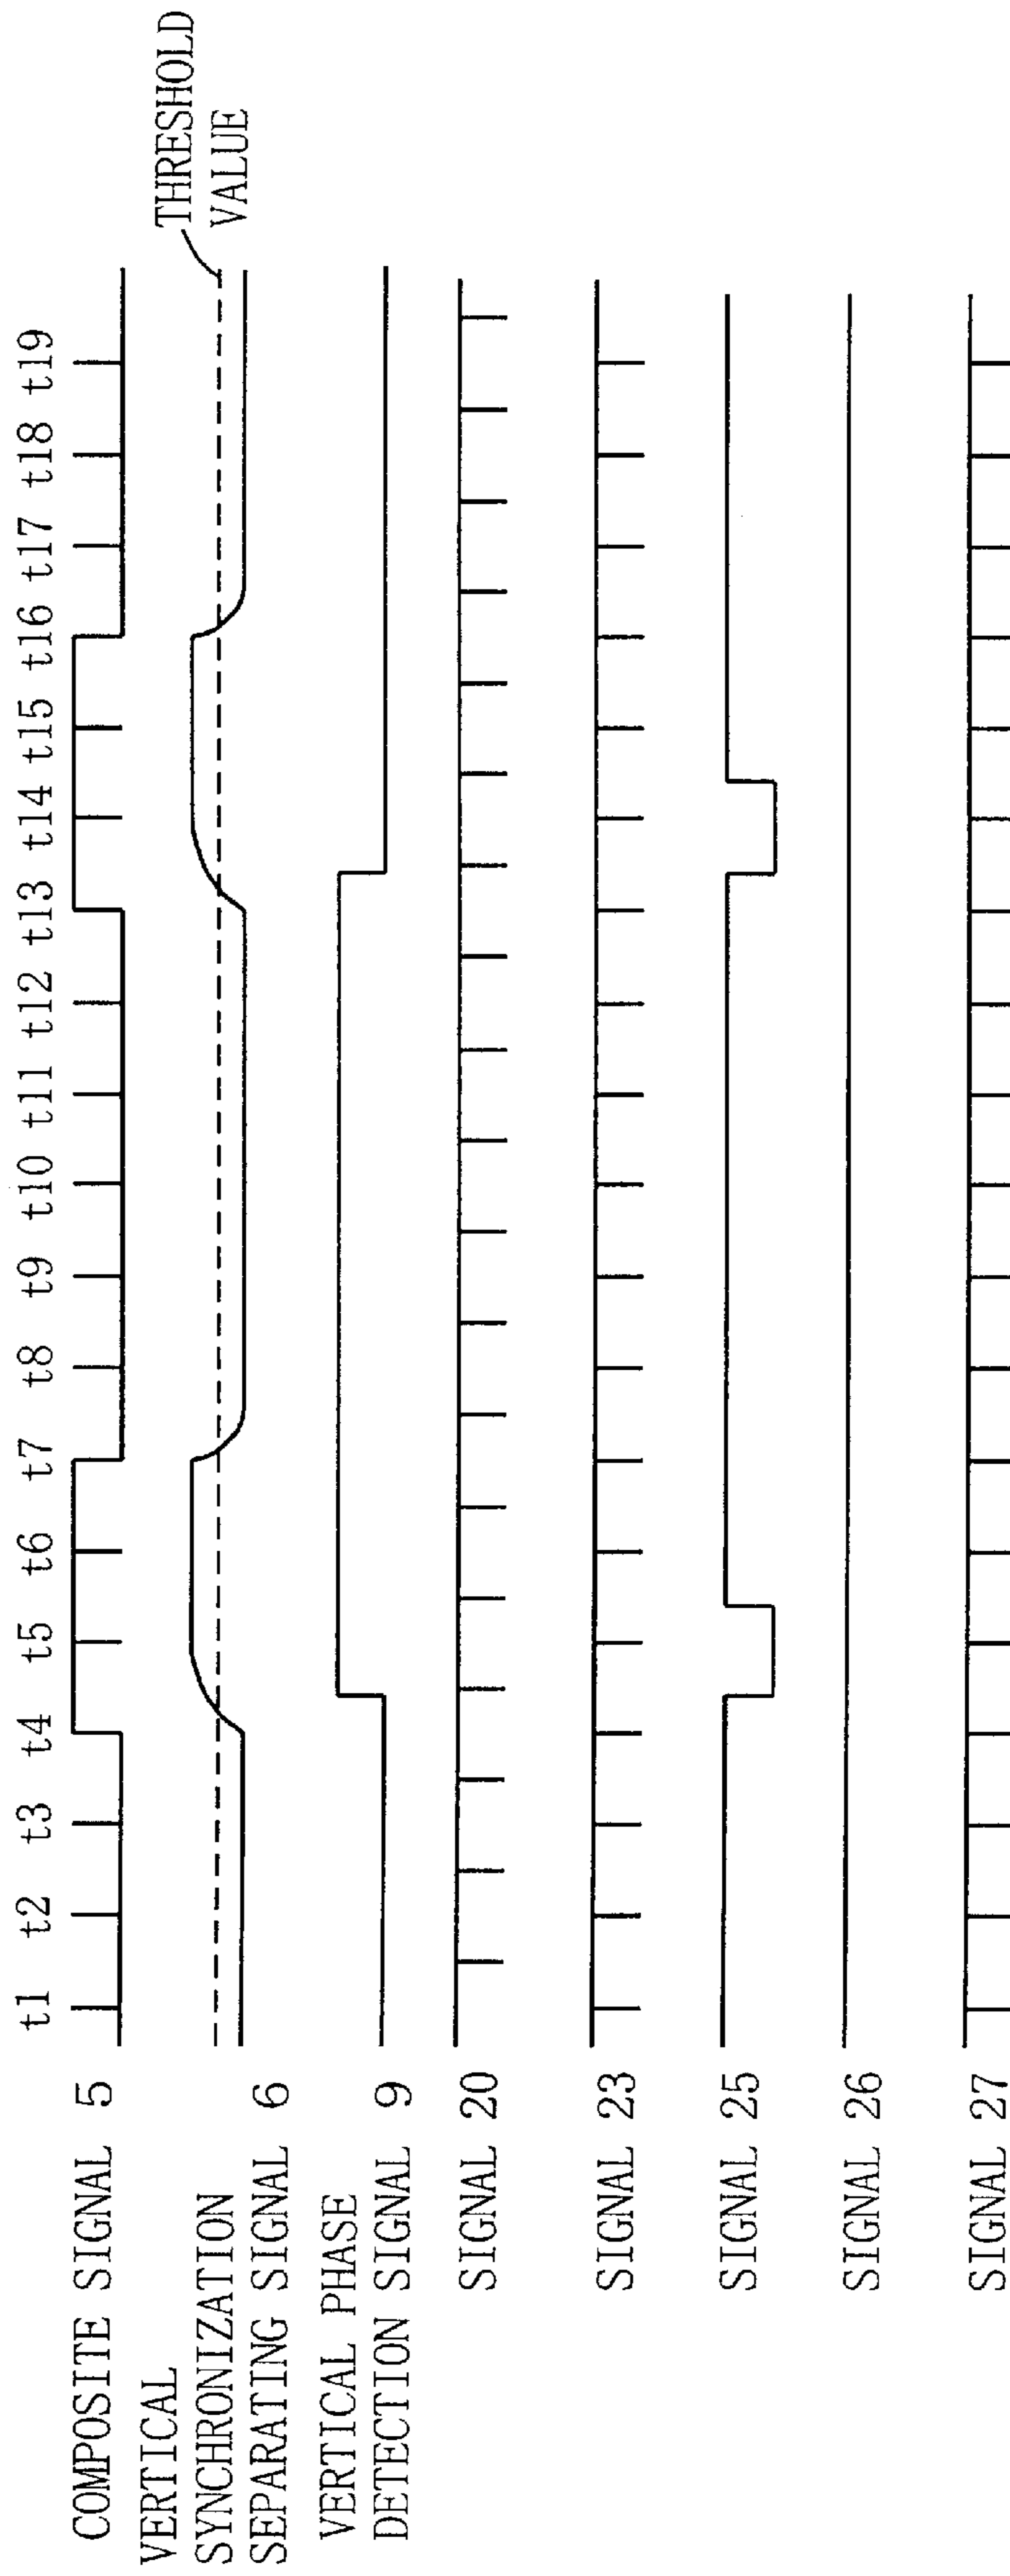 t1 t2 t3 t4 t5 t6 t7 t8 t9 t10 t11 t12 t13 t14 t15 t16 t17 t18 t19
COMPOSITE SIGNAL 5
THRESHOLD
VALUE
VERTICAL
SYNCHRONIZATION
SEPARATING SIGNAL 6
VERTICAL PHASE
DETECTION SIGNAL 9
SIGNAL 20
SIGNAL 23
SIGNAL 25
SIGNAL 26
SIGNAL 27